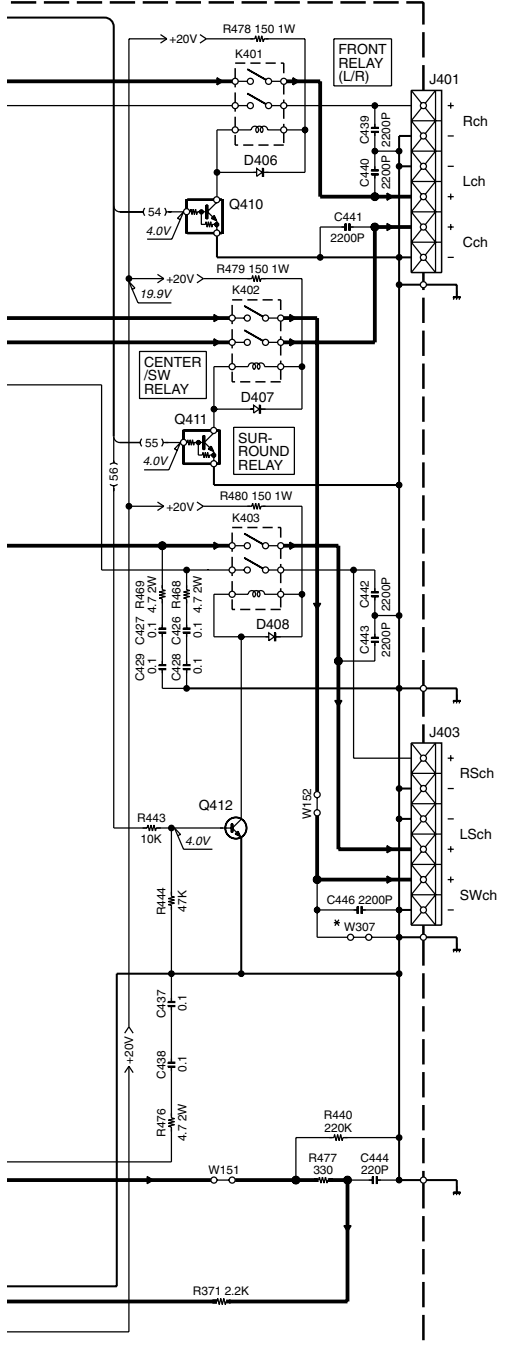 R478 150 1W
+20V
K401
FRONT
RELAY
(L/R)
J401
C439
2200P
+
Rch
−
D406
C440
2200P
−
Lch
+
54
Q410
4.0V
C441
2200P
+
Cch
−
+20V
R479 150 1W
19.9V
K402
CENTER
/SW
RELAY
D407
Q411
55
4.0V
SUR-
ROUND
RELAY
56
R480 150 1W
+20V
K403
R469
4.7 2W
R468
4.7 2W
C442
2200P
C427
0.1
C426
0.1
D408
C443
2200P
C429
0.1
C428
0.1
J403
+
RSch
−
W152
Q412
R443
10K
4.0V
−
LSch
+
+
SWch
−
R444
47K
C446 2200P
* W307
C437
0.1
+20V
C438
0.1
R476
4.7 2W
R440
220K
W151
R477
330
C444
220P
R371 2.2K